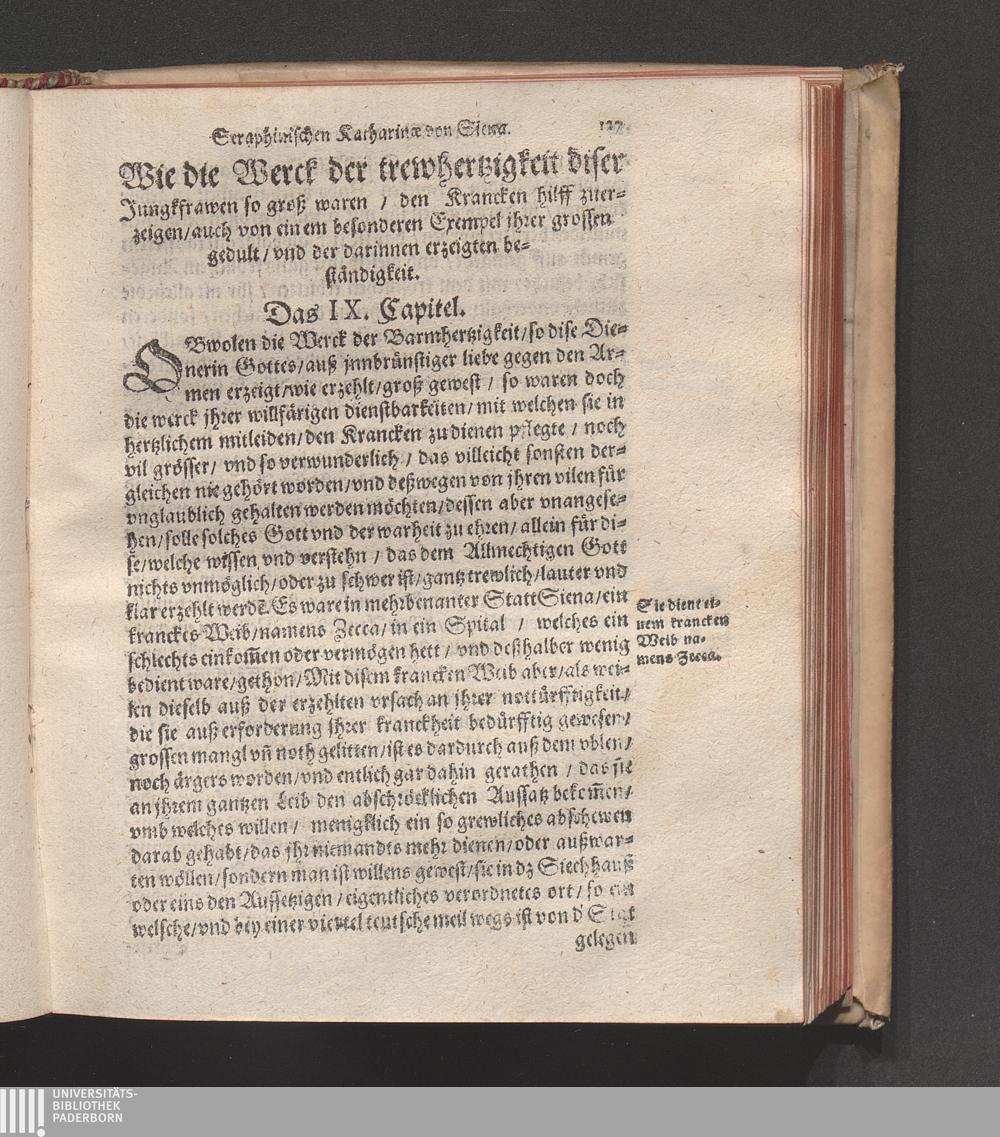 Seraphinischen Katharinæ von Siena. 127
Wie die Werck der trewhertzigkeit diser
Jungkfrawen so groß waren / den Krancken hilff zuer-
zeigen/auch von einem besonderen Exempel jhrer grossen
gedult / vnd der darinnen erzeigten be-
ständigkeit.
Das IX. Capitel.
OBwolen die Werck der Barmhertzigkeit/so dise Die-
nerin Gottes/auß jnnbrünstiger liebe gegen den Ar-
men erzeigt/wie erzehlt/groß gewest / so waren doch
die werck jhrer willfärigen dienstbarkeiten/mit welchen sie in
hertzlichem mitleiden/den Krancken zu dienen pflegte / noch
vil grösser/ vnd so verwunderlich / das villeicht sonsten der-
gleichen nie gehört worden/vnd deßwegen von jhren vilen für
vnglaublich gehalten werden möchten/dessen aber vnangese-
hen/solle solches Gott vnd der warheit zu ehren/allein für di-
se/welche wissen vnd verstehn / das dem Allmechtigen Gott
nichts vnmöglich/oder zu schwer ist/gantz trewlich/lauter vnd
klar erzehlt werdẽ. Es ware in mehrbenanter Statt Siena/ein
kranckes Weib/namens Zecca/in ein Spital / welches ein
schlechts einkom̃en oder vermögen hett / vnd desthalber wenig
bedient ware/gethon/Mit disem krancken Weib aber/als wei-
len dieselb auß der erzehlten vrsach an jhrer nottürfftigkeit/
die sie auß erforderung jhrer kranckheit bedürfftig gewesen/
grossen mangl vñ noth gelitten/ist es dardurch auß dem vblen/
noch ärgers worden/vnd entlich gar dahin gerathen / das sie
an jhrem gantzen Leib den abschröcklichen Aussatz bekom̃en/
vmb welches willen / menigklich ein so grewliches abschewen
darab gehabt/das jhr niemandts mehr dienen/oder außwar-
ten wöllen/sondern man ist willens gewest/sie in dz Siechhauß
oder eins den Aussetzigen / eigentliches verordnetes ort / so ein
welsche/vnd bey einer viertel teutsche meil wegs ist von d' Stat
gelegen
Sie dient ei-
nem krancken
Weib na-
mens Zecca.
UNIVERSITÄTS-
BIBLIOTHEK
PADERBORN